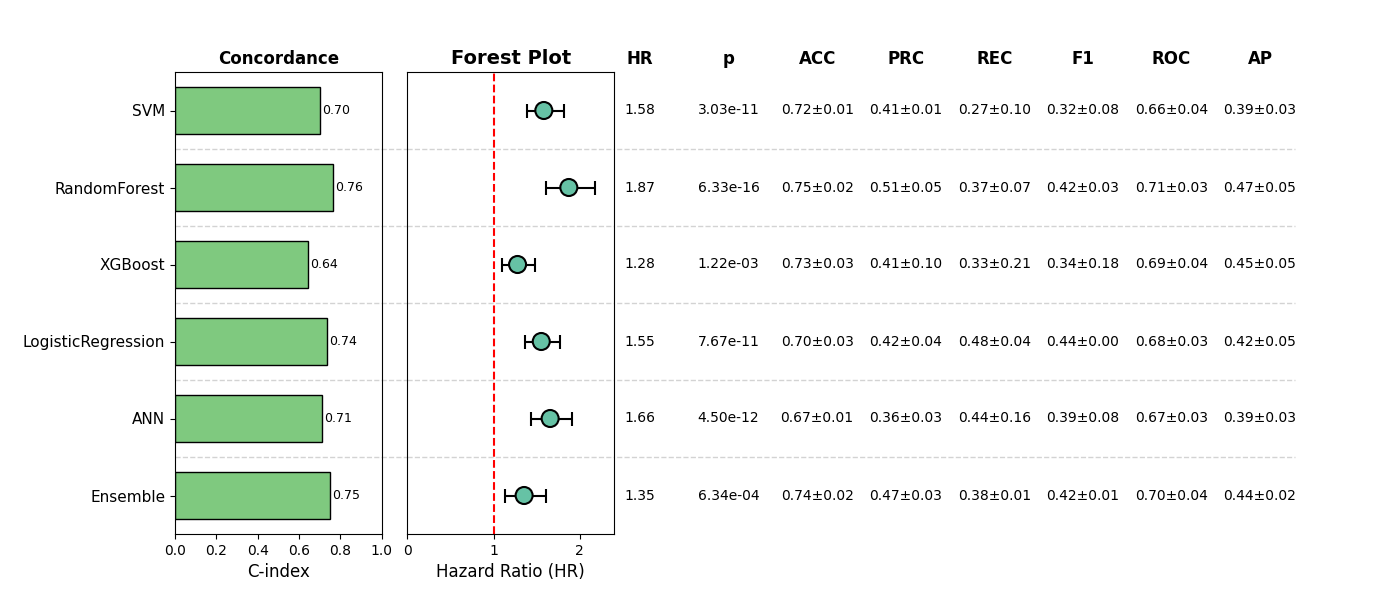 Concordance Forest Plot HR p ACC PRC REC F1 ROC AP
SVM 0.70 1.58 3.03e-11 0.72±0.01 0.41±0.01 0.27±0.10 0.32±0.08 0.66±0.04 0.39±0.03
RandomForest 0.76 1.87 6.33e-16 0.75±0.02 0.51±0.05 0.37±0.07 0.42±0.03 0.71±0.03 0.47±0.05
XGBoost 0.64 1.28 1.22e-03 0.73±0.03 0.41±0.10 0.33±0.21 0.34±0.18 0.69±0.04 0.45±0.05
LogisticRegression 0.74 1.55 7.67e-11 0.70±0.03 0.42±0.04 0.48±0.04 0.44±0.00 0.68±0.03 0.42±0.05
ANN 0.71 1.66 4.50e-12 0.67±0.01 0.36±0.03 0.44±0.16 0.39±0.08 0.67±0.03 0.39±0.03
Ensemble 0.75 1.35 6.34e-04 0.74±0.02 0.47±0.03 0.38±0.01 0.42±0.01 0.70±0.04 0.44±0.02
0.0 0.2 0.4 0.6 0.8 1.0 0 1 2
C-index Hazard Ratio (HR)